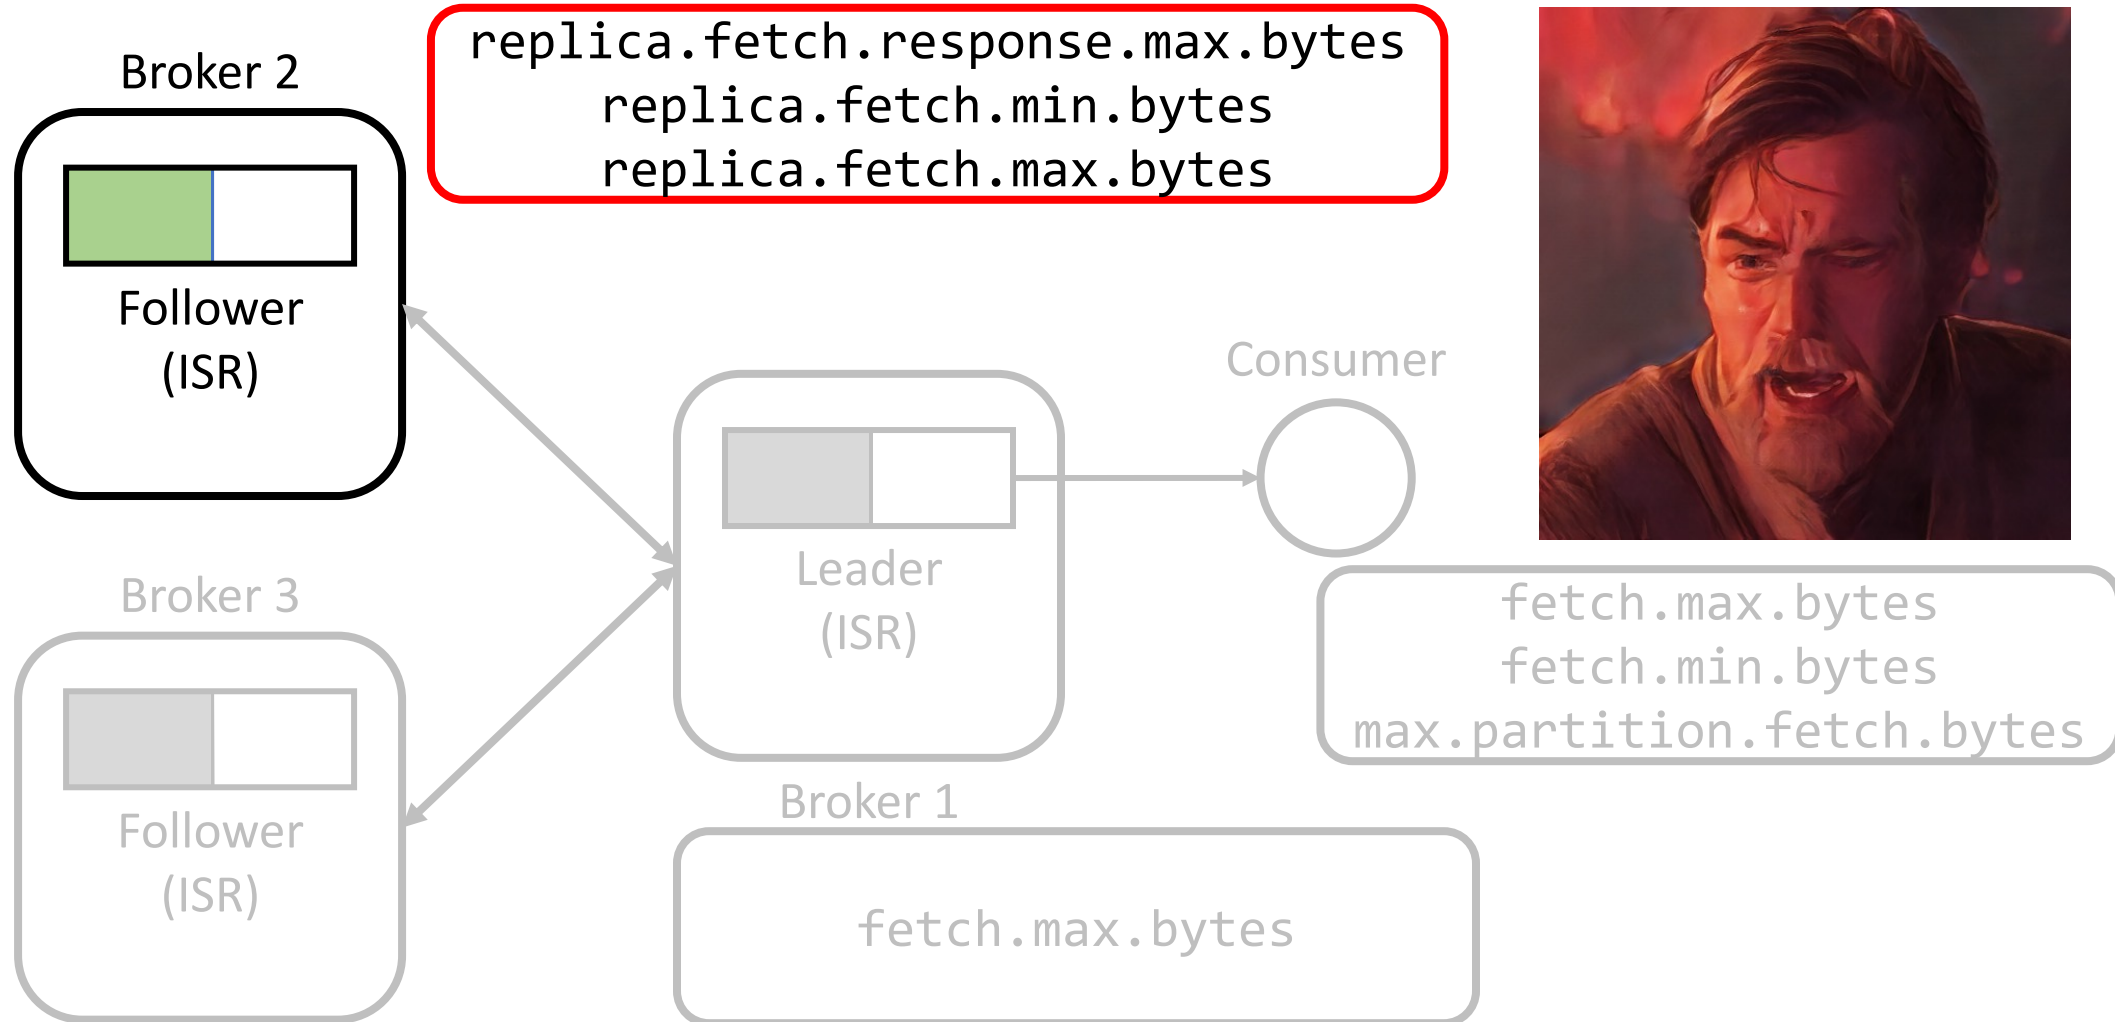 replica.fetch.response.max.bytes
replica.fetch.min.bytes
replica.fetch.max.bytes
Broker 2
Follower
(ISR)
Consumer
Leader
(ISR)
Broker 1
Broker 3
Follower
(ISR)
fetch.max.bytes
fetch.min.bytes
max.partition.fetch.bytes
fetch.max.bytes